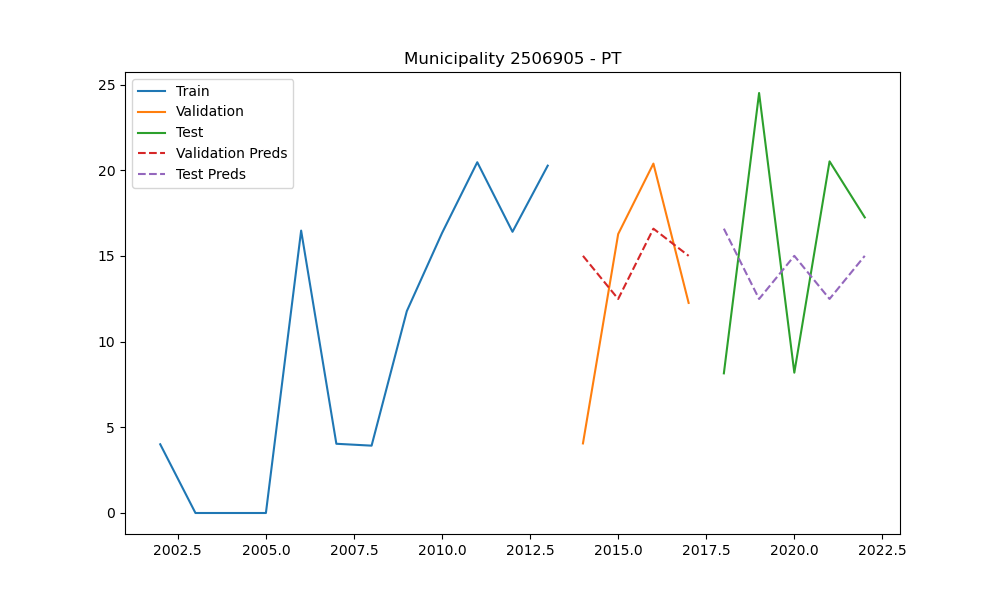 Municipality 2506905 - PT
Train
Validation
Test
Validation Preds
Test Preds
25
20
15
10
5
0
2002.5 2005.0 2007.5 2010.0 2012.5 2015.0 2017.5 2020.0 2022.5